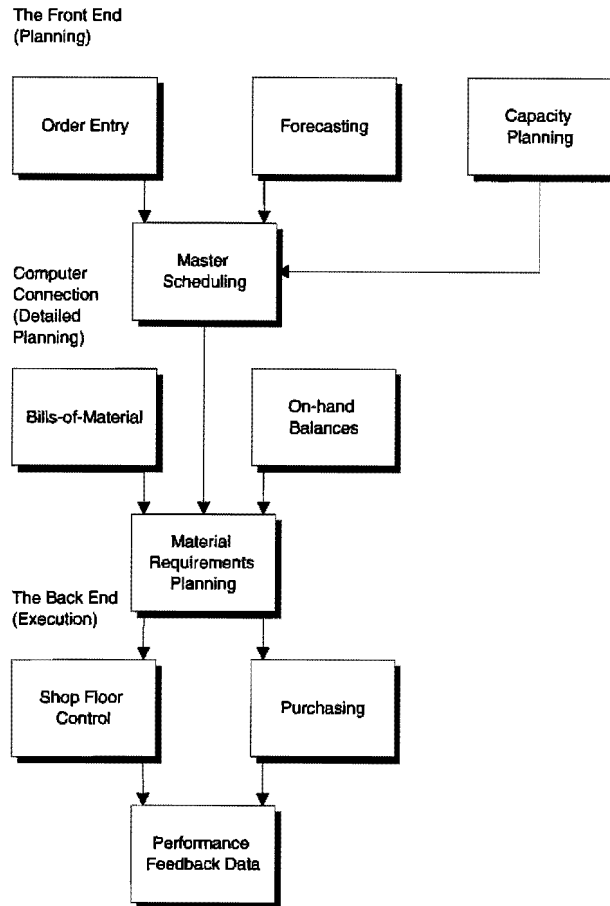 The Front End
(Planning)
Order Entry
Forecasting
Capacity
Planning
Master
Scheduling
Computer
Connection
(Detailed
Planning)
Bills-of-Material
On-hand
Balances
Material
Requirements
Planning
The Back End
(Execution)
Shop Floor
Control
Purchasing
Performance
Feedback Data